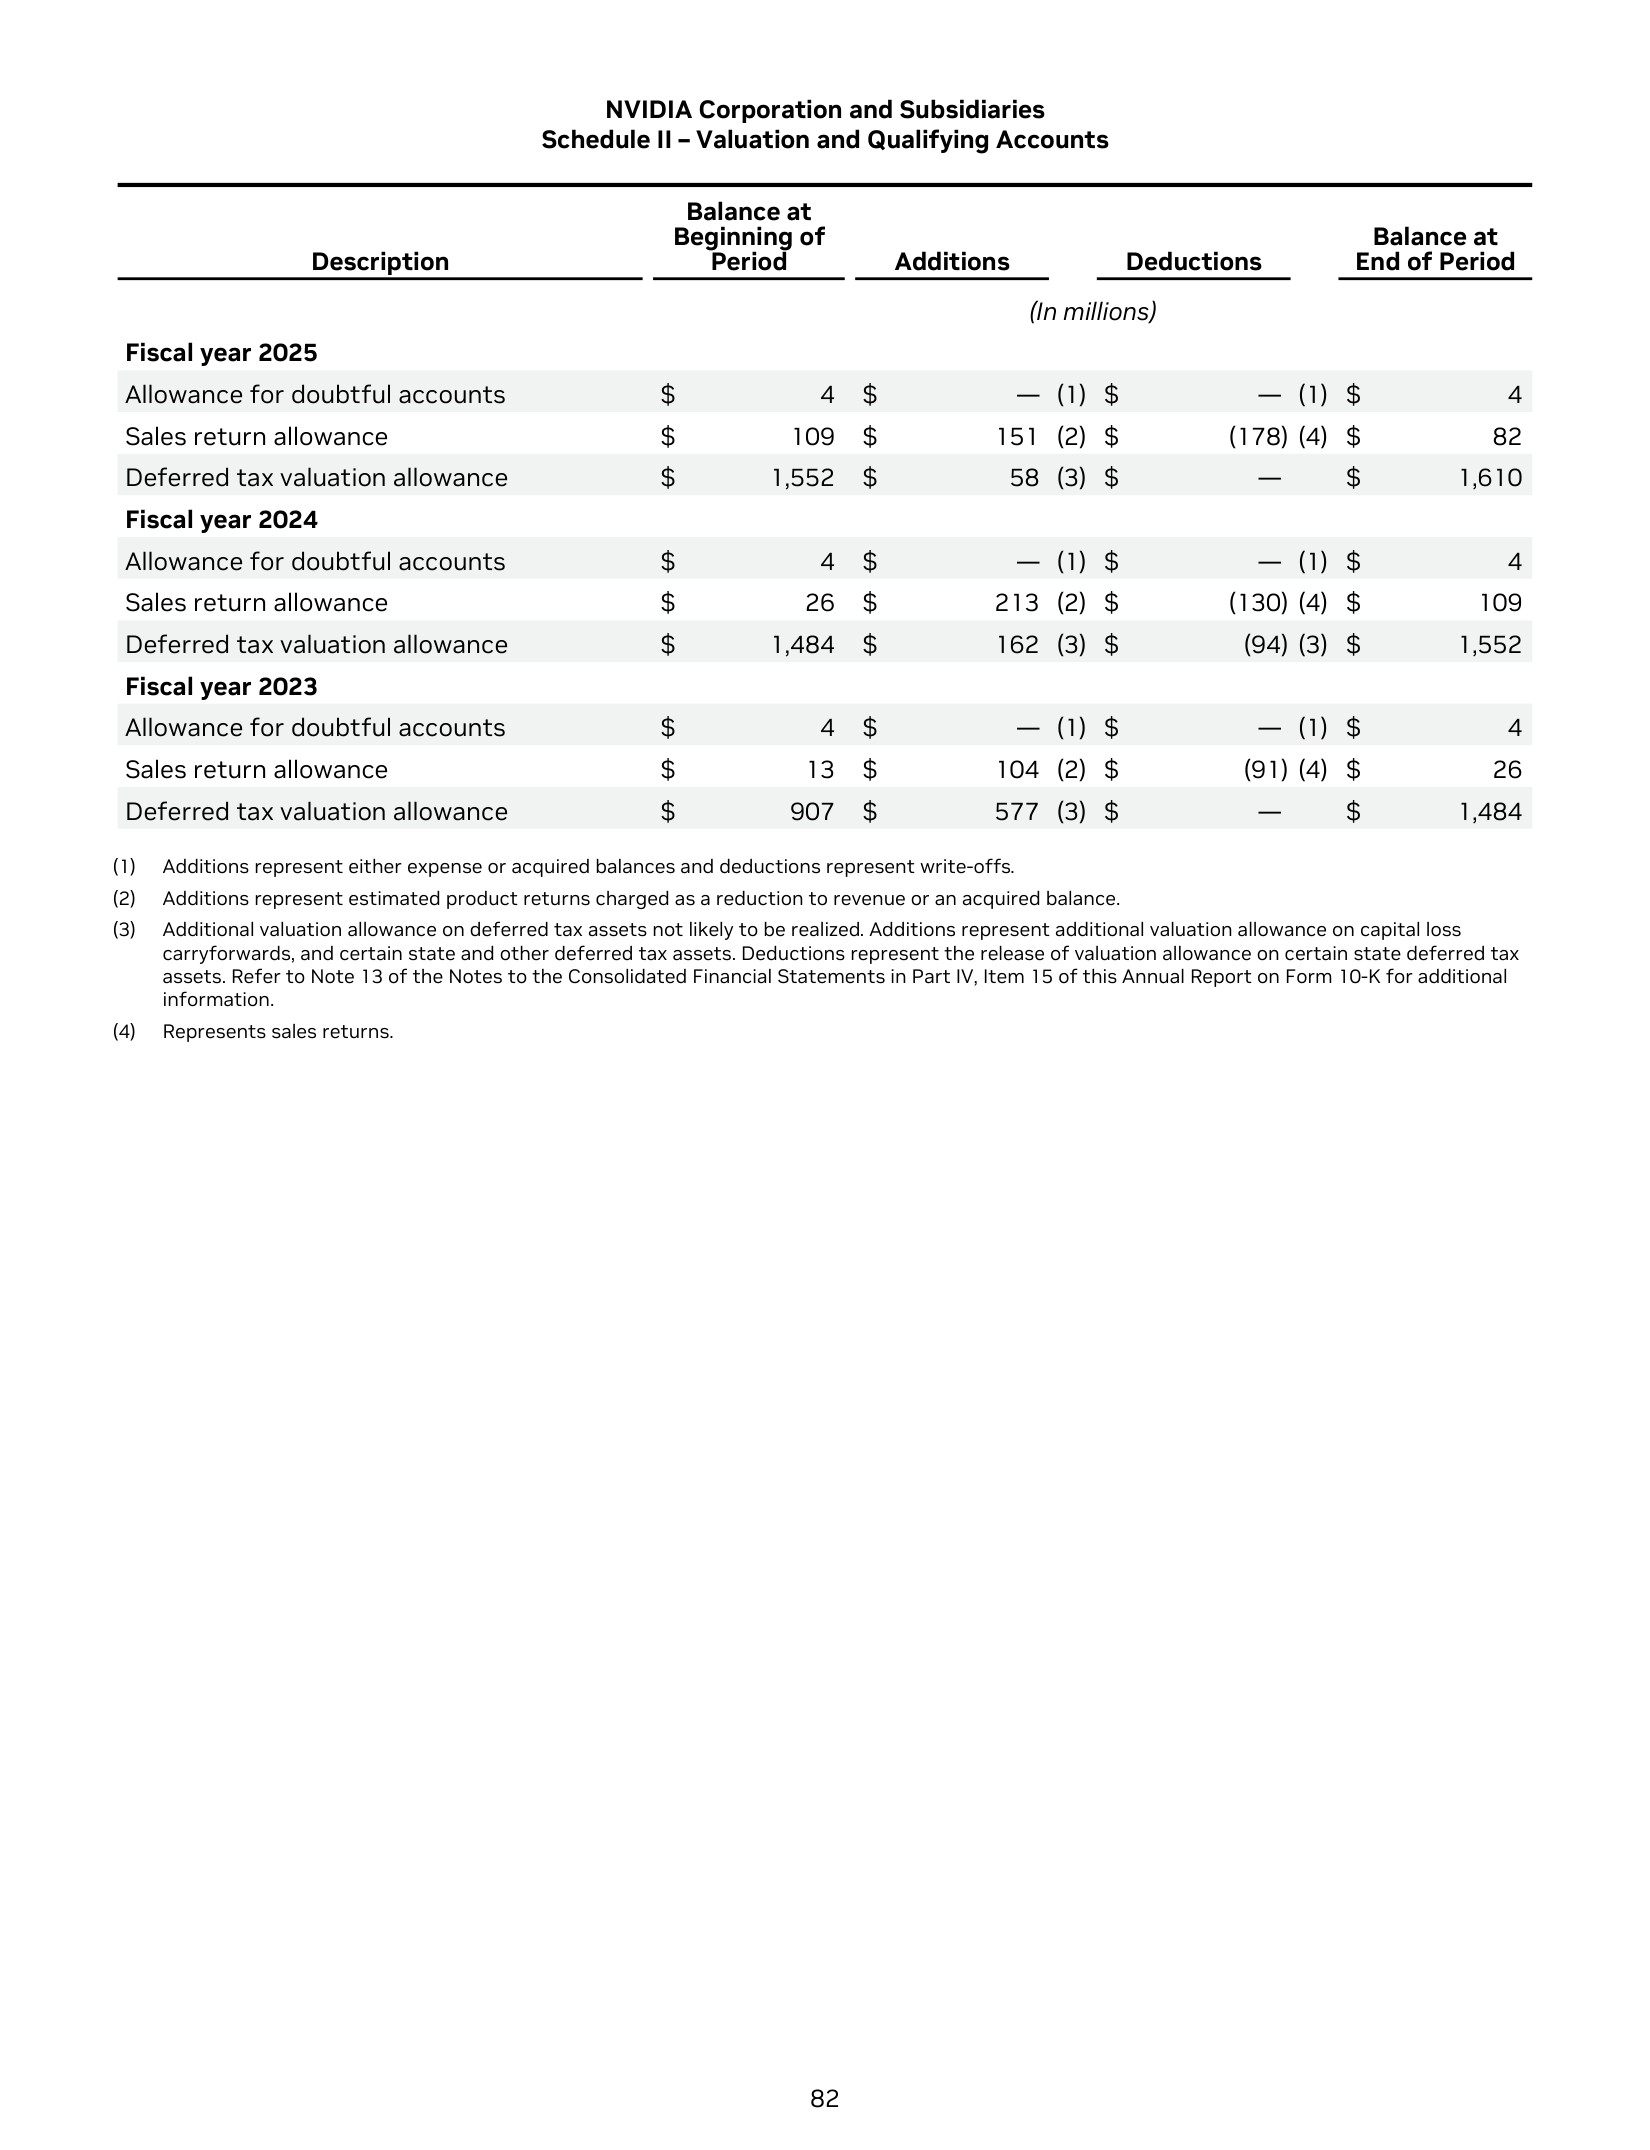 NVIDIA Corporation and Subsidiaries
Schedule II – Valuation and Qualifying Accounts
Description Balance at Beginning of Period Additions Deductions Balance at End of Period
(In millions)
Fiscal year 2025
Allowance for doubtful accounts $ 4 $ — (1) $ — (1) $ 4
Sales return allowance $ 109 $ 151 (2) $ (178) (4) $ 82
Deferred tax valuation allowance $ 1,552 $ 58 (3) $ — $ 1,610
Fiscal year 2024
Allowance for doubtful accounts $ 4 $ — (1) $ — (1) $ 4
Sales return allowance $ 26 $ 213 (2) $ (130) (4) $ 109
Deferred tax valuation allowance $ 1,484 $ 162 (3) $ (94) (3) $ 1,552
Fiscal year 2023
Allowance for doubtful accounts $ 4 $ — (1) $ — (1) $ 4
Sales return allowance $ 13 $ 104 (2) $ (91) (4) $ 26
Deferred tax valuation allowance $ 907 $ 577 (3) $ — $ 1,484
(1) Additions represent either expense or acquired balances and deductions represent write-offs.
(2) Additions represent estimated product returns charged as a reduction to revenue or an acquired balance.
(3) Additional valuation allowance on deferred tax assets not likely to be realized. Additions represent additional valuation allowance on capital loss
carryforwards, and certain state and other deferred tax assets. Deductions represent the release of valuation allowance on certain state deferred tax
assets. Refer to Note 13 of the Notes to the Consolidated Financial Statements in Part IV, Item 15 of this Annual Report on Form 10-K for additional
information.
(4) Represents sales returns.
82